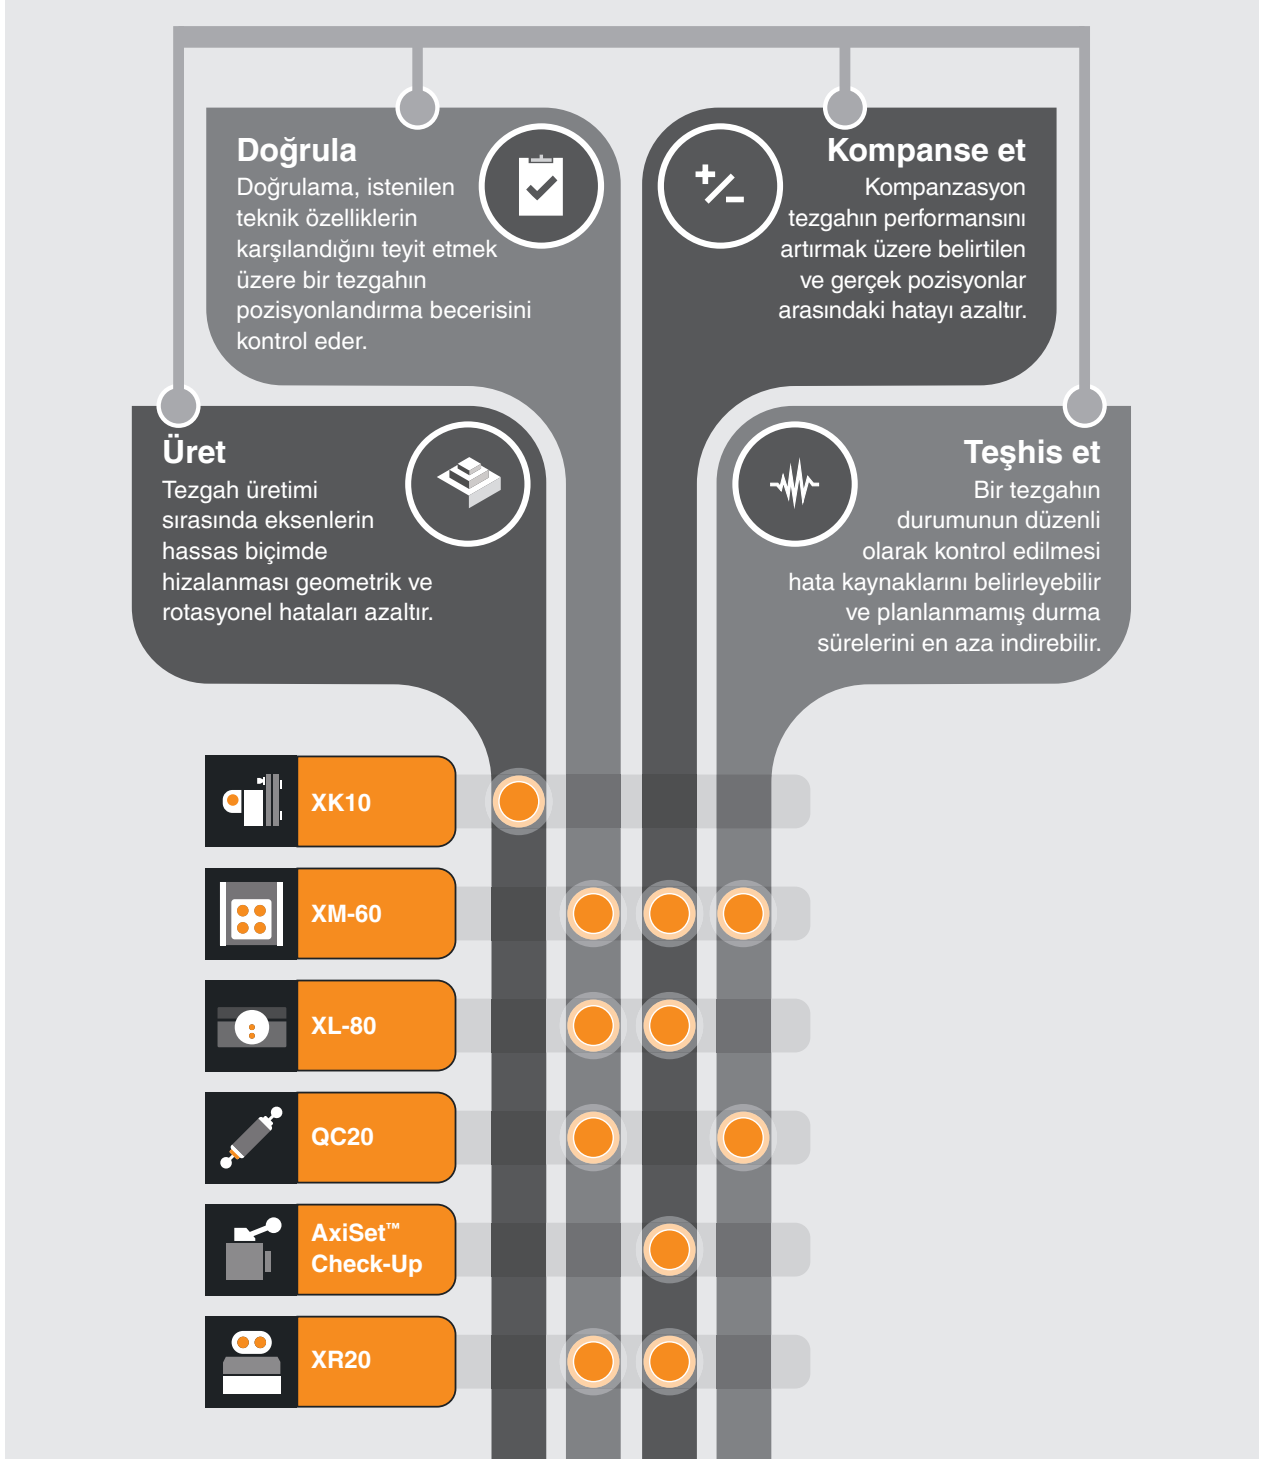 Doğrula
Doğrulama, istenilen
teknik özelliklerin
karşılandığını teyit etmek
üzere bir tezgahın
pozisyonlandırma becerisini
kontrol eder.
Kompanse et
Kompanzasyon
tezgahın performansını
artırmak üzere belirtilen
ve gerçek pozisyonlar
arasındaki hatayı azaltır.
Üret
Tezgah üretimi
sırasında eksenlerin
hassas biçimde
hizalanması geometrik ve
rotasyonel hataları azaltır.
Teşhis et
Bir tezgahın
durumunun düzenli
olarak kontrol edilmesi
hata kaynaklarını belirleyebilir
ve planlanmamış durma
sürelerini en aza indirebilir.
XK10
XM-60
XL-80
QC20
AxiSet™
Check-Up
XR20